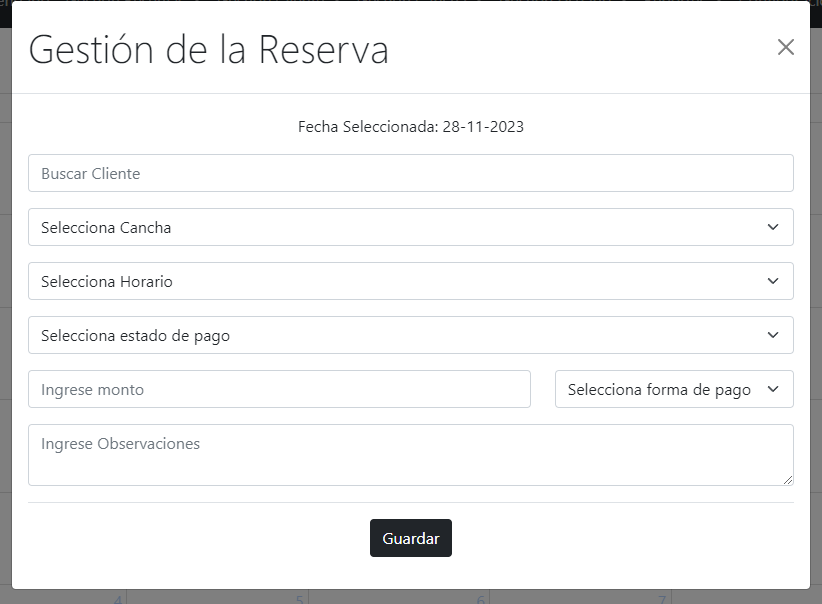 Gestión de la Reserva
Fecha Seleccionada: 28-11-2023
Buscar Cliente
Selecciona Cancha
Selecciona Horario
Selecciona estado de pago
Ingrese monto
Selecciona forma de pago
Ingrese Observaciones
Guardar
4 5 6 7